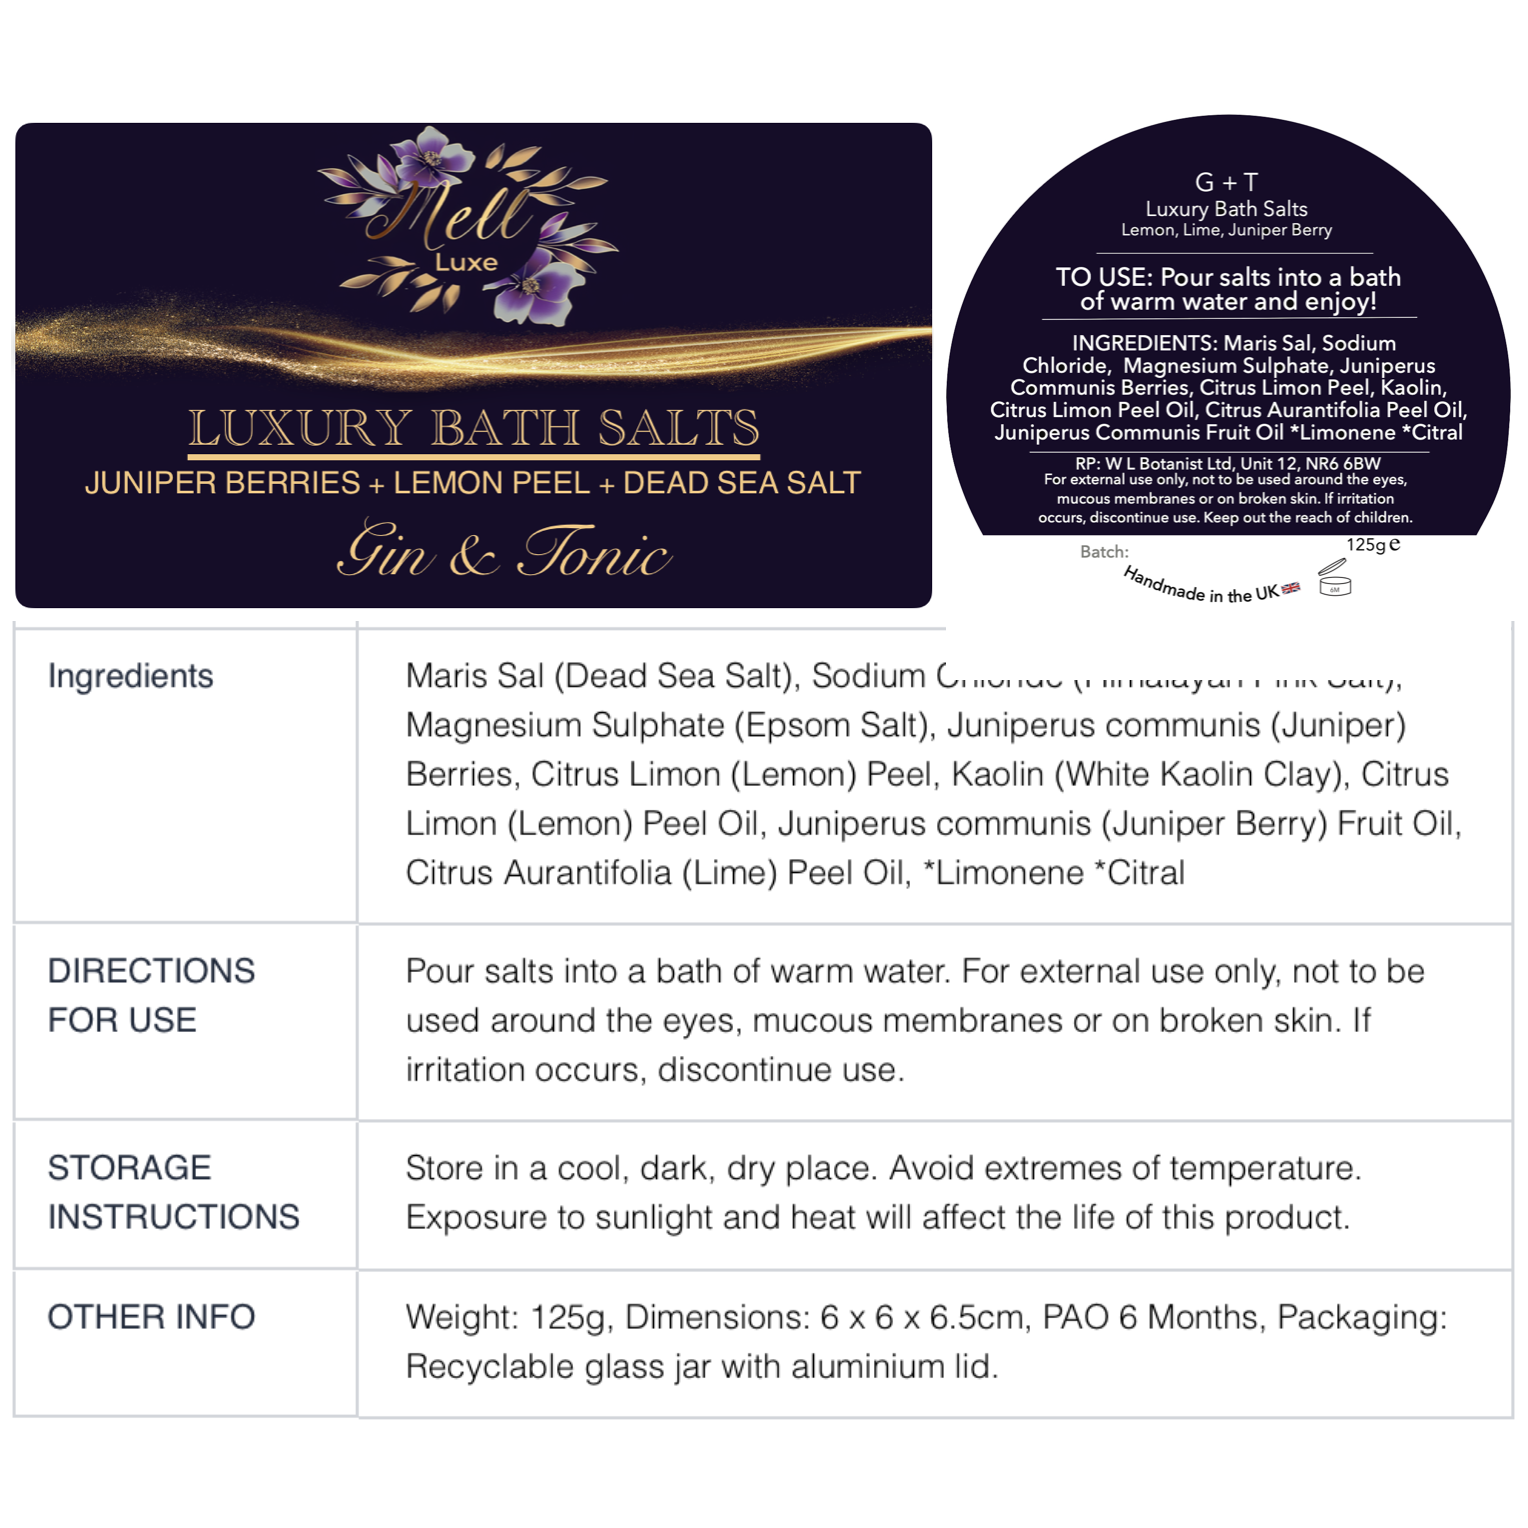 Mell
Luxe
LUXURY BATH SALTS
JUNIPER BERRIES + LEMON PEEL + DEAD SEA SALT
Gin & Tonic
G + T
Luxury Bath Salts
Lemon, Lime, Juniper Berry
TO USE: Pour salts into a bath
of warm water and enjoy!
INGREDIENTS: Maris Sal, Sodium
Chloride, Magnesium Sulphate, Juniperus
Communis Berries, Citrus Limon Peel, Kaolin,
Citrus Limon Peel Oil, Citrus Aurantifolia Peel Oil,
Juniperus Communis Fruit Oil *Limonene *Citral
RP: W L Botanist Ltd, Unit 12, NR6 6BW
For external use only, not to be used around the eyes,
mucous membranes or on broken skin. If irritation
occurs, discontinue use. Keep out the reach of children.
Batch:
125g e
Handmade in the UK
6M
Ingredients
Maris Sal (Dead Sea Salt), Sodium Chloride (Himalayan Pink Salt),
Magnesium Sulphate (Epsom Salt), Juniperus communis (Juniper)
Berries, Citrus Limon (Lemon) Peel, Kaolin (White Kaolin Clay), Citrus
Limon (Lemon) Peel Oil, Juniperus communis (Juniper Berry) Fruit Oil,
Citrus Aurantifolia (Lime) Peel Oil, *Limonene *Citral
DIRECTIONS
FOR USE
Pour salts into a bath of warm water. For external use only, not to be
used around the eyes, mucous membranes or on broken skin. If
irritation occurs, discontinue use.
STORAGE
INSTRUCTIONS
Store in a cool, dark, dry place. Avoid extremes of temperature.
Exposure to sunlight and heat will affect the life of this product.
OTHER INFO
Weight: 125g, Dimensions: 6 x 6 x 6.5cm, PAO 6 Months, Packaging:
Recyclable glass jar with aluminium lid.